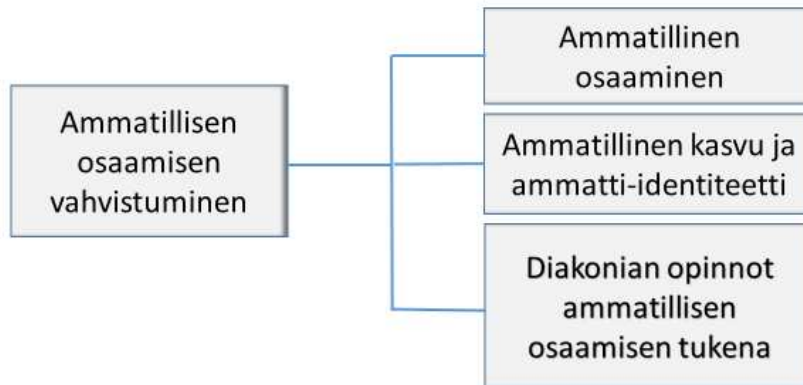 Ammatillisen
osaamisen
vahvistuminen
Ammatillinen
osaaminen
Ammatillinen kasvu ja
ammatti-identiteetti
Diakonian opinnot
ammatillisen
osaamisen tukena